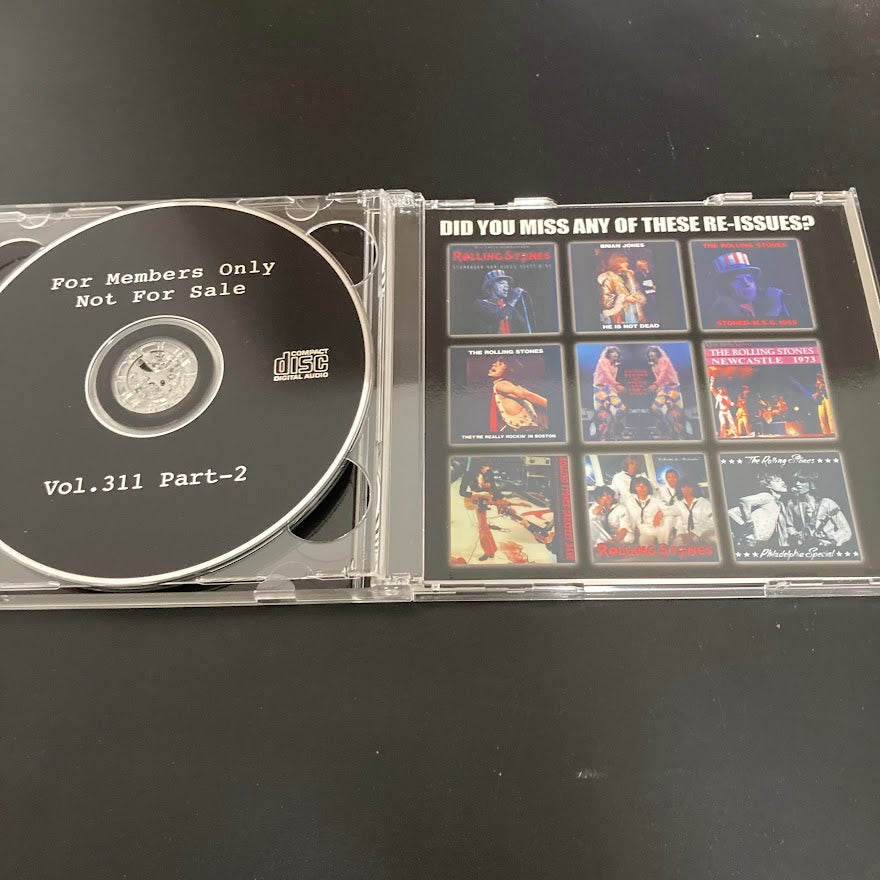 For Members Only
Not For Sale
COMPACT
disc
DIGITAL AUDIO
Vol.311 Part-2
DID YOU MISS ANY OF THESE RE-ISSUES?
ROLLING STONES
BRIAN JONES
HE IS NOT DEAD
THE ROLLING STONES
STONED-M.S.G. 1969
THE ROLLING STONES
THEY'RE REALLY ROCKIN' IN BOSTON
THE ROLLING STONES
NEWCASTLE 1973
ROLLING STONES
The Rolling Stones
Philadelphia Special